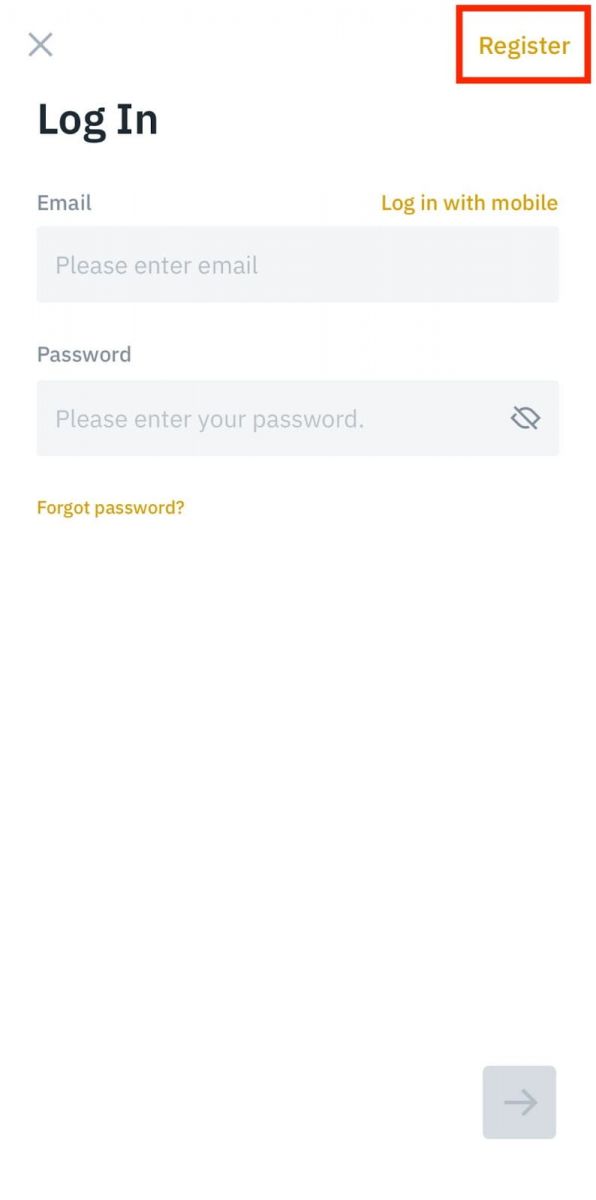 Register
Log In
Email Log in with mobile
Please enter email
Password
Please enter your password.
Forgot password?